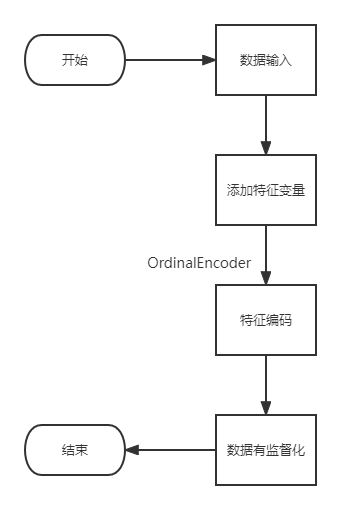 开始
数据输入
添加特征变量
OrdinalEncoder
特征编码
数据有监督化
结束